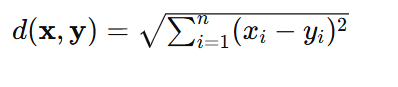 d(𝐱, 𝐲) = √∑ⁿᵢ₌₁(xᵢ − yᵢ)²